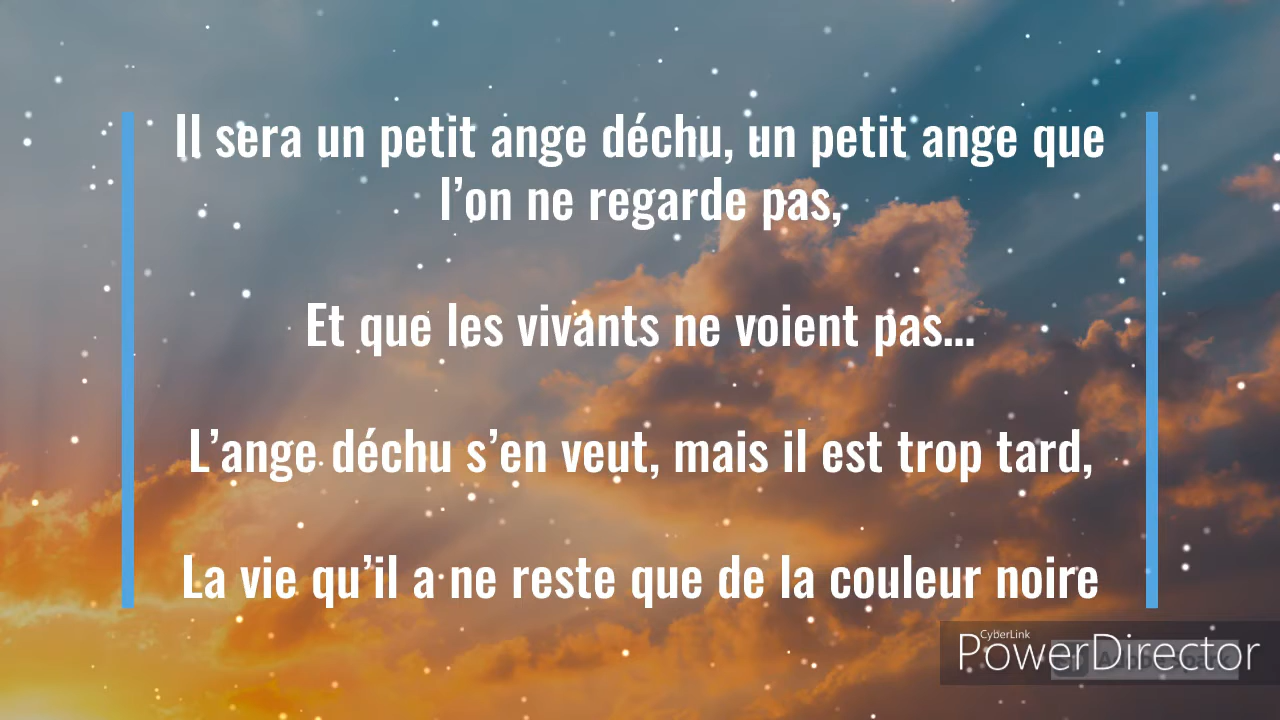 Il sera un petit ange déchu, un petit ange que
l’on ne regarde pas,
Et que les vivants ne voient pas...
L’ange déchu s’en veut, mais il est trop tard,
La vie qu’il a ne reste que de la couleur noire
CyberLink
PowerDirector